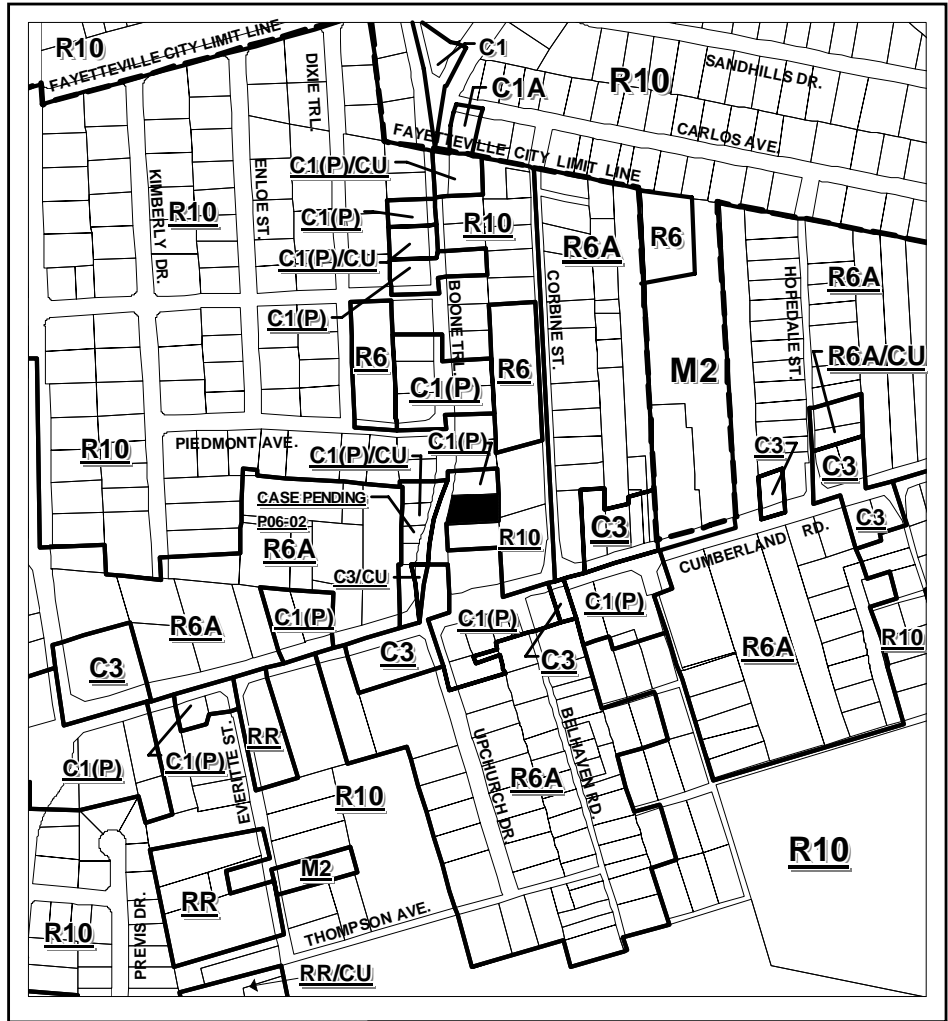 R10
FAYETTEVILLE CITY LIMIT LINE
DIXIE TRL.
C1
C1A
R10
SANDHILLS DR.
CARLOS AVE
FAYETTEVILLE CITY LIMIT LINE
C1(P)/CU
KIMBERLY DR.
R10
ENLOE ST.
C1(P)
R10
C1(P)/CU
C1(P)
BOONE TRL.
CORBINE ST.
R6A
R6
M2
HOPEDALE ST.
R6A
R6A/CU
R6
C1(P)
R6
R10
PIEDMONT AVE.
C1(P)/CU
C1(P)
CASE PENDING
P06-02
R6A
R10
C3
C3
C3
C3
CUMBERLAND RD.
C3/CU
R6A
C1(P)
C1(P)
C1(P)
C3
C3
C3
R6A
R10
C1(P)
C1(P)
EVERITTE ST.
RR
R10
UPCHURCH DR.
R6A
BELHAVEN RD.
R10
M2
RR
THOMPSON AVE.
R10
PREVIS DR.
RR/CU